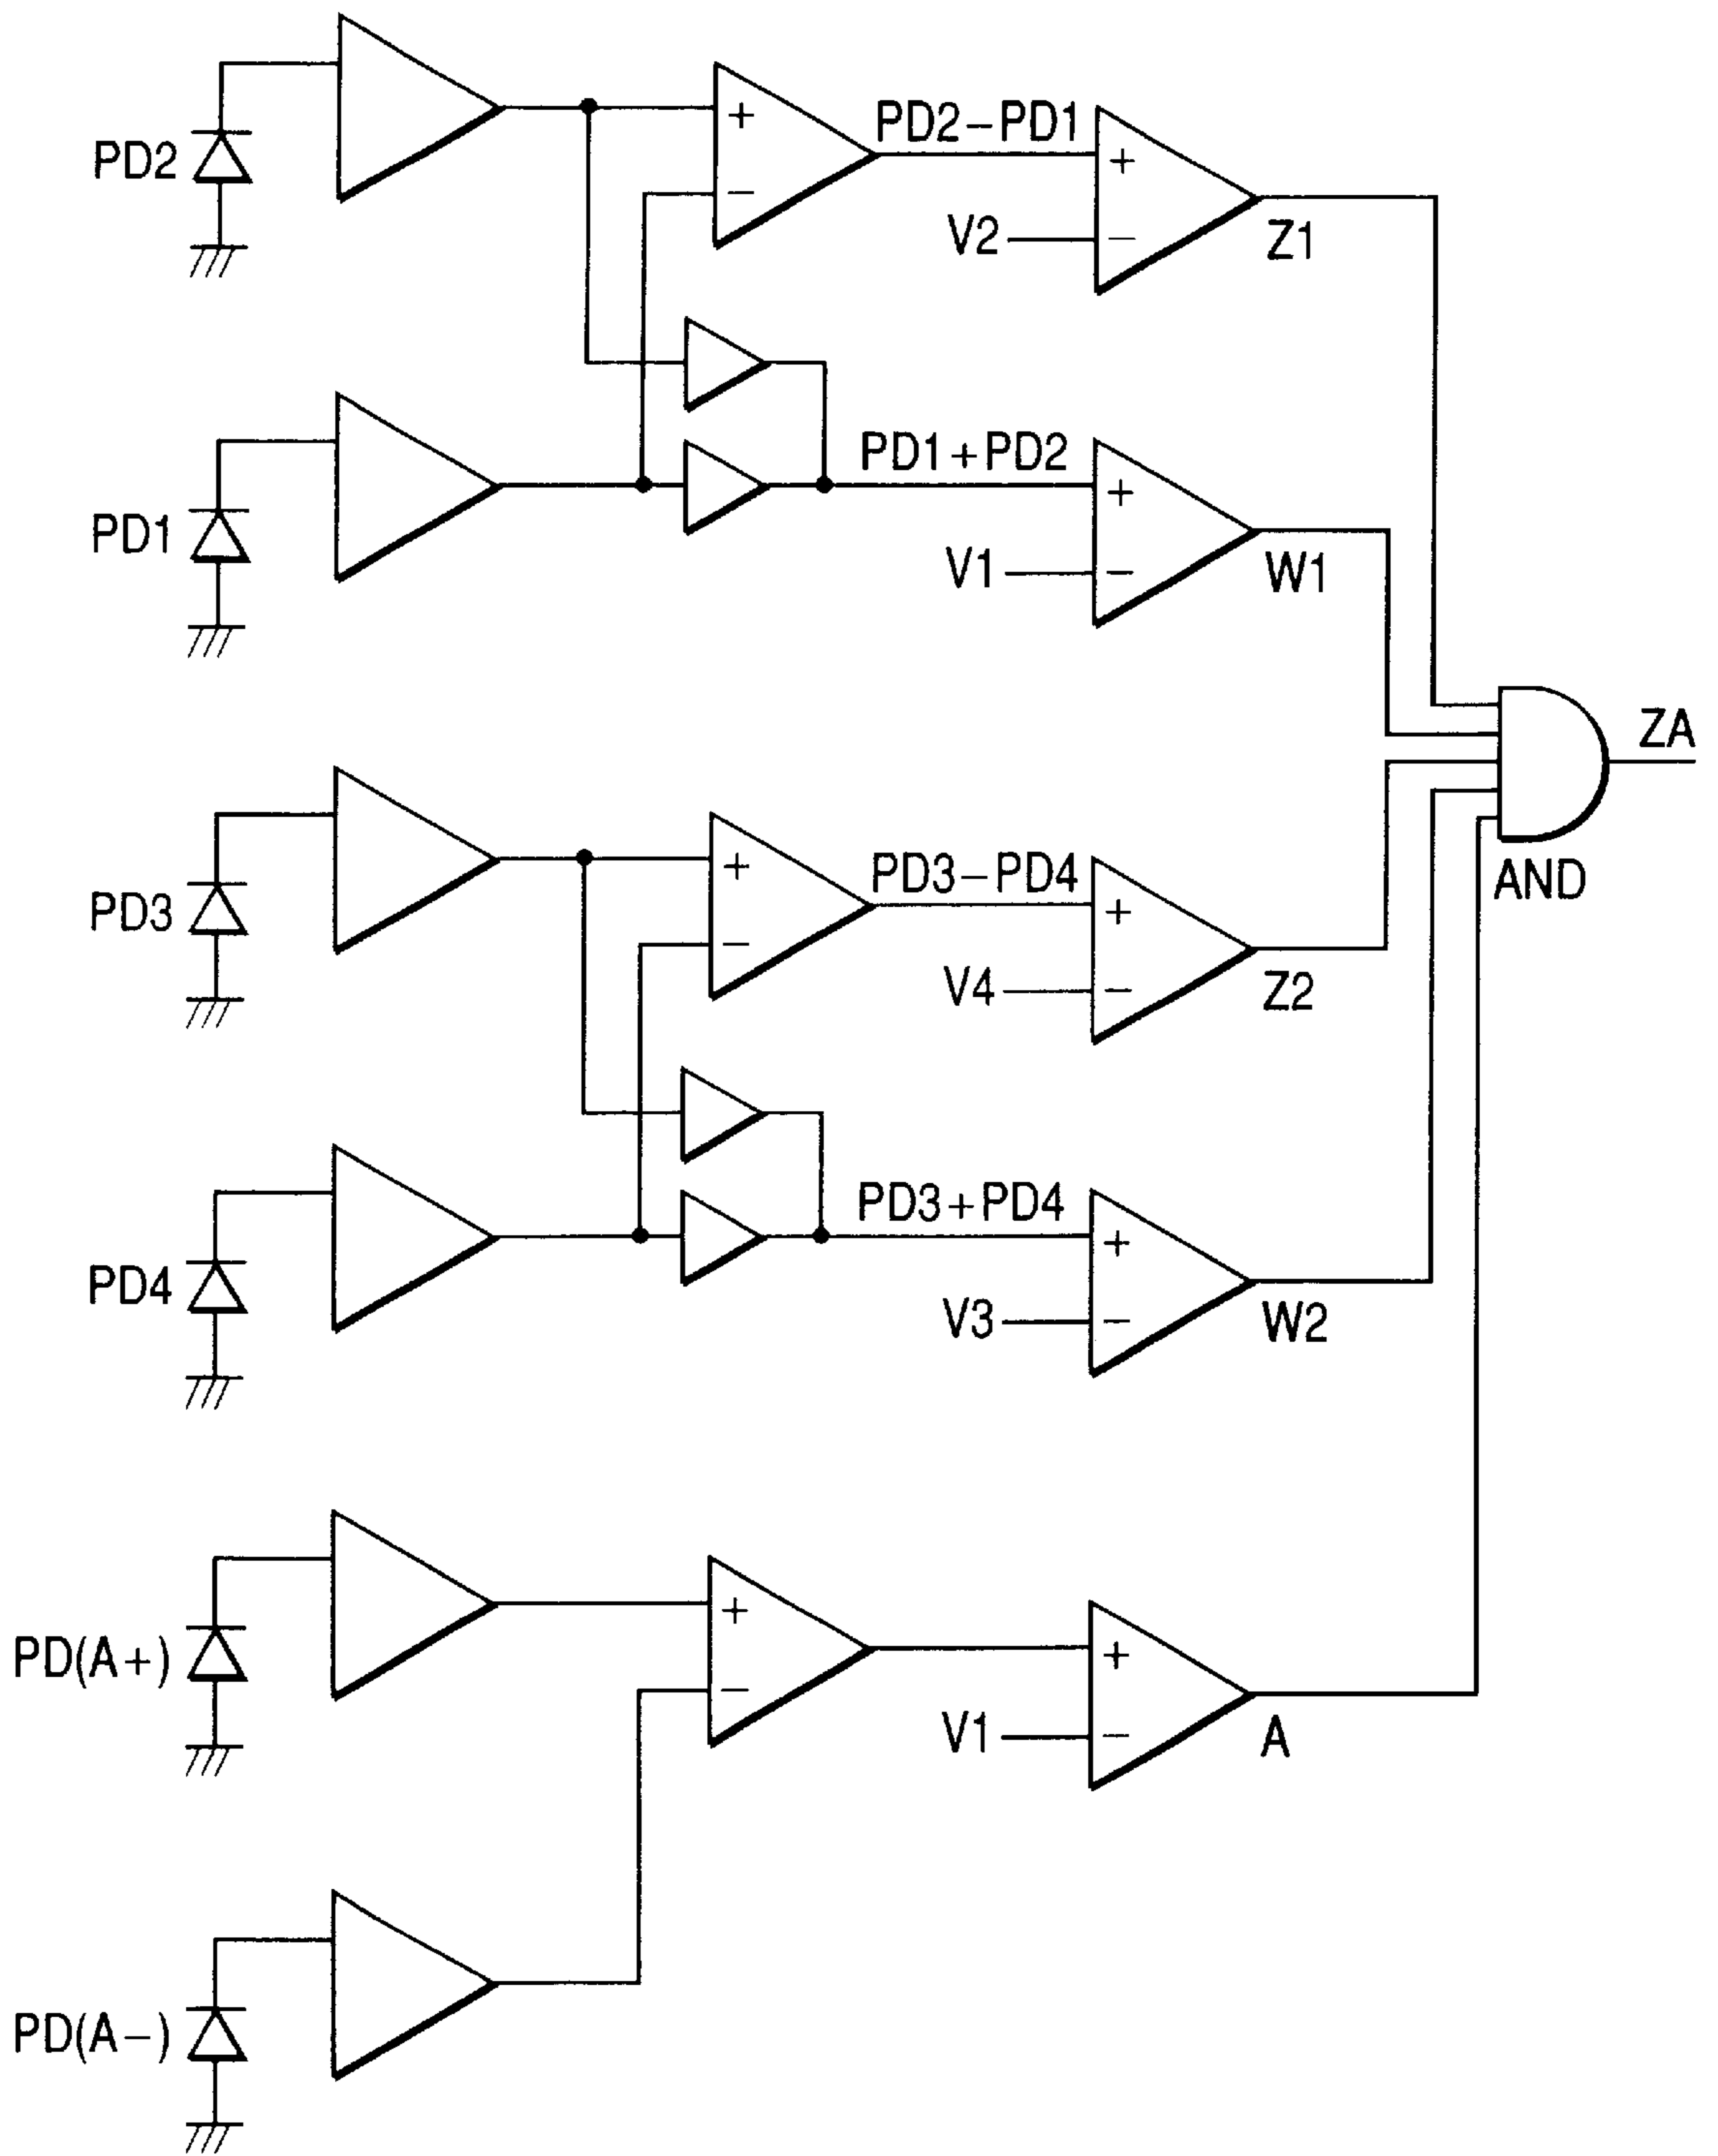 PD2
+
−
PD2−PD1
V2
+
−
Z1
PD1
PD1+PD2
V1
+
−
W1
ZA
AND
PD3
+
−
PD3−PD4
V4
+
−
Z2
PD4
PD3+PD4
V3
+
−
W2
PD(A+)
+
−
V1
+
−
A
PD(A−)